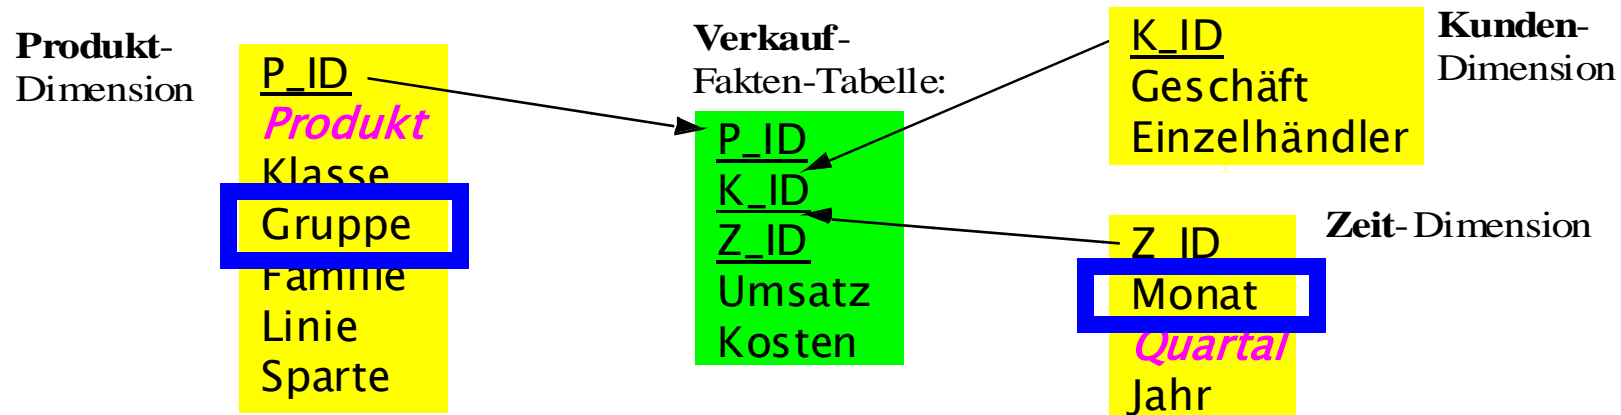 Produkt-
Dimension
P_ID
Produkt
Klasse
Gruppe
Familie
Linie
Sparte
Verkauf-
Fakten-Tabelle:
P_ID
K_ID
Z_ID
Umsatz
Kosten
K_ID
Geschäft
Einzelhändler
Kunden-
Dimension
Z_ID
Monat
Quartal
Jahr
Zeit-Dimension